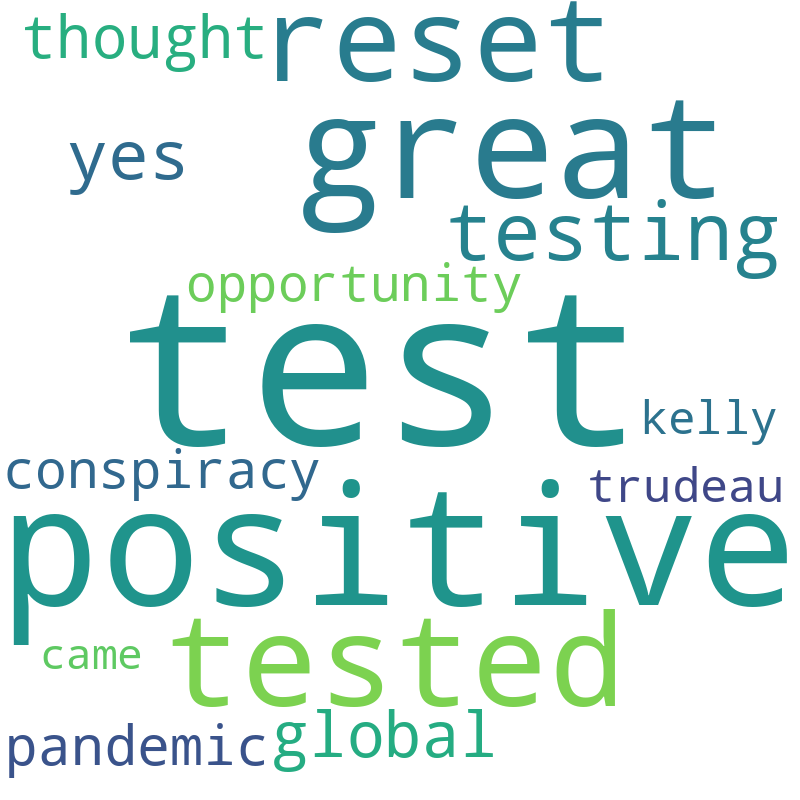 thought
reset
great
yes
testing
opportunity
test
kelly
conspiracy
trudeau
positive
tested
came
global
pandemic